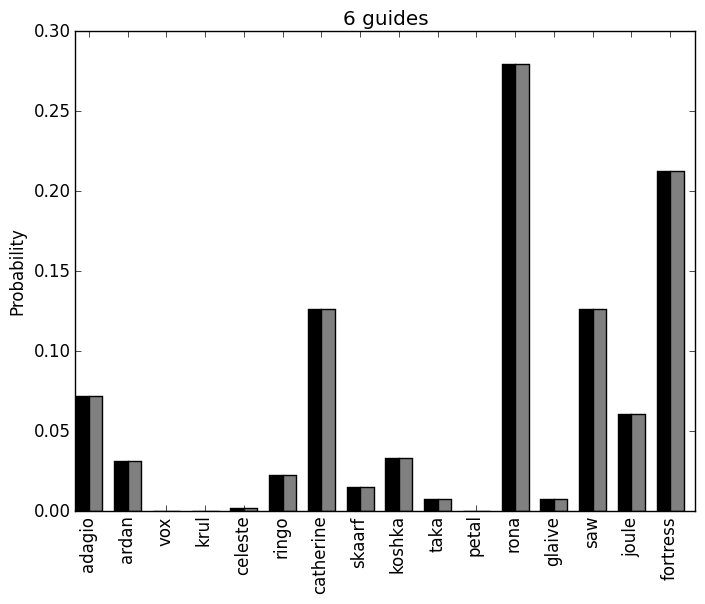 6 guides
Probability
0.30
0.25
0.20
0.15
0.10
0.05
0.00
adagio
ardan
vox
krul
celeste
ringo
catherine
skaarf
koshka
taka
petal
rona
glaive
saw
joule
fortress